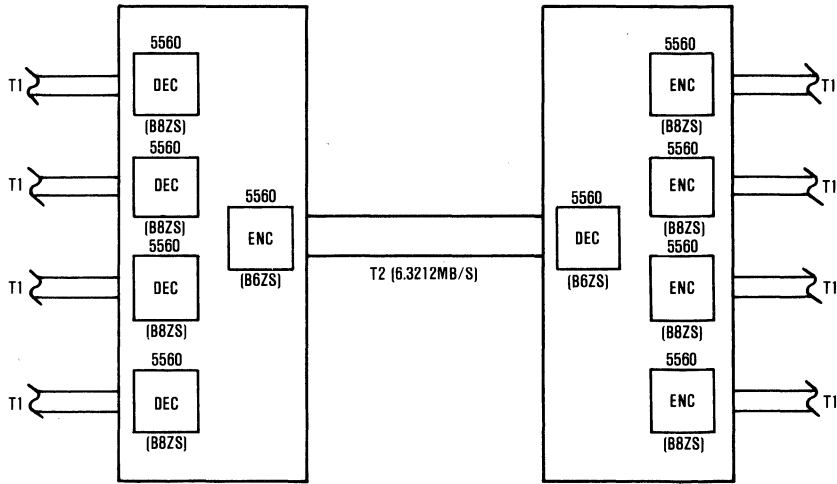 5560
T1
DEC
(B8ZS)
5560
T1
DEC
(B8ZS)
5560
T1
DEC
(B8ZS)
5560
T1
DEC
(B8ZS)
5560
ENC
(B6ZS)
T2 (6.3212MB/S)
5560
DEC
(B6ZS)
5560
ENC
T1
(B8ZS)
5560
ENC
T1
(B8ZS)
5560
ENC
T1
(B8ZS)
5560
ENC
T1
(B8ZS)